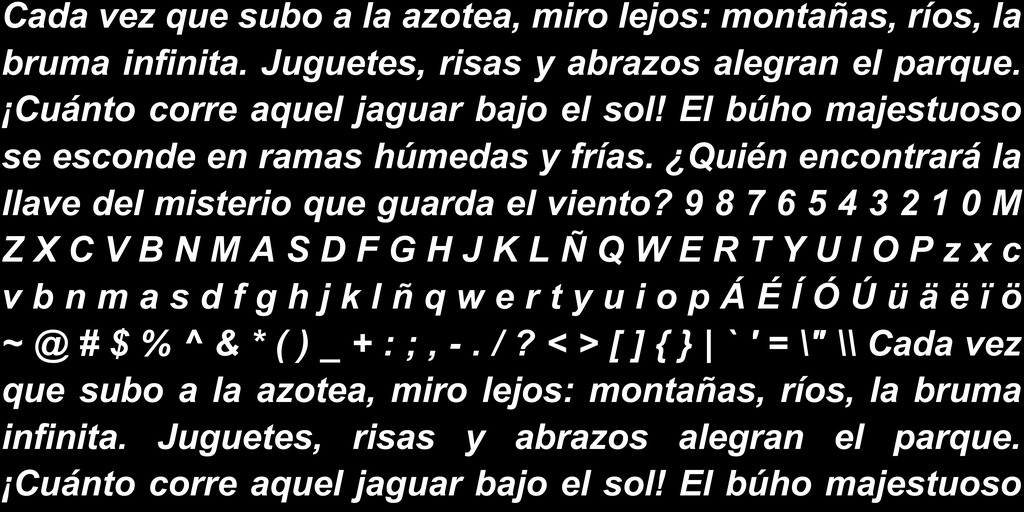 Cada vez que subo a la azotea, miro lejos: montañas, ríos, la
bruma infinita. Juguetes, risas y abrazos alegran el parque.
¡Cuánto corre aquel jaguar bajo el sol! El búho majestuoso
se esconde en ramas húmedas y frías. ¿Quién encontrará la
llave del misterio que guarda el viento? 9 8 7 6 5 4 3 2 1 0 M
Z X C V B N M A S D F G H J K L Ñ Q W E R T Y U I O P z x c
v b n m a s d f g h j k l ñ q w e r t y u i o p Á É Í Ó Ú ü ä ë ï ö
~ @ # $ % ^ & * ( ) _ + : ; , - . / ? < > [ ] { } | ` ' = \" \\ Cada vez
que subo a la azotea, miro lejos: montañas, ríos, la bruma
infinita. Juguetes, risas y abrazos alegran el parque.
¡Cuánto corre aquel jaguar bajo el sol! El búho majestuoso